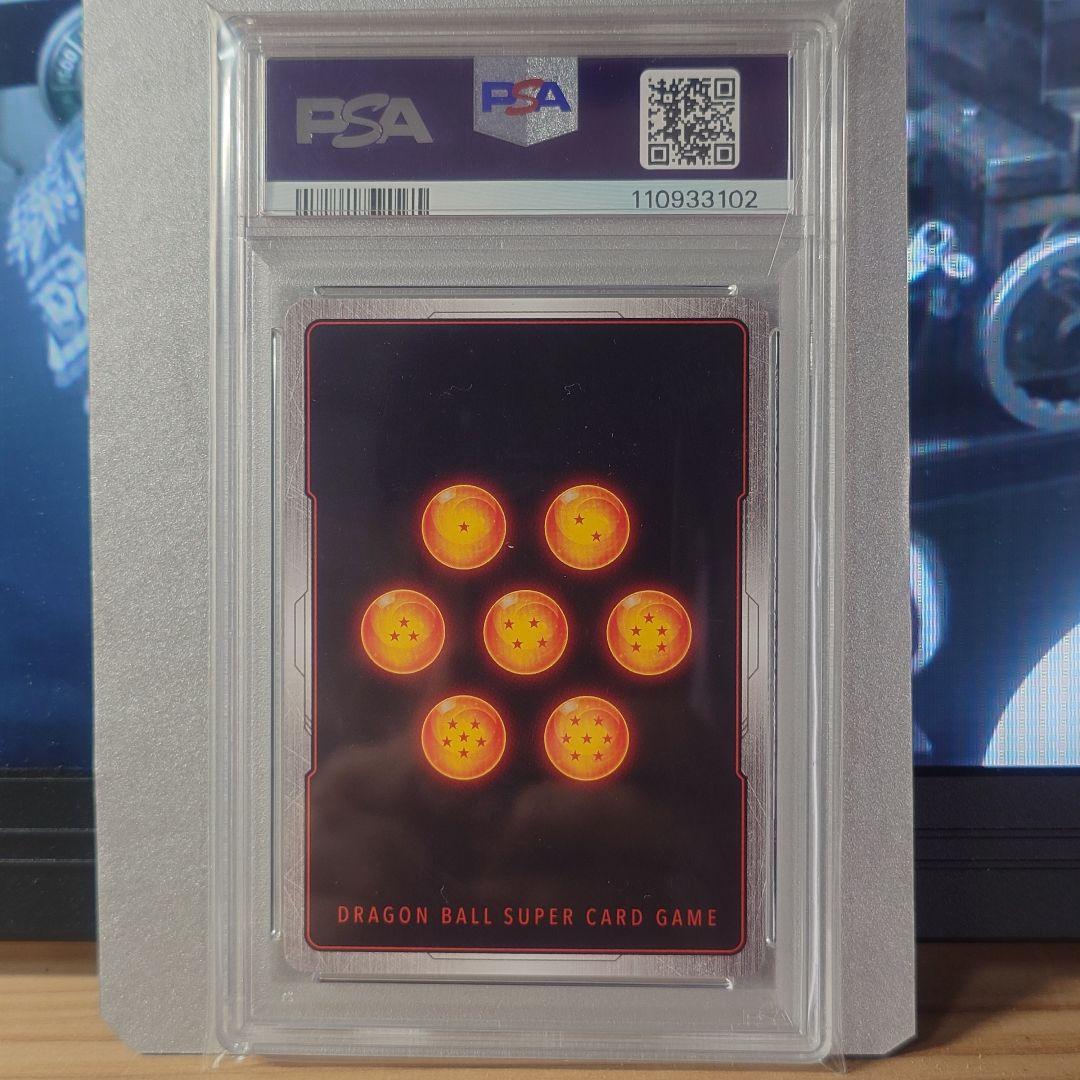 PSA
PSA
110933102
DRAGON BALL SUPER CARD GAME